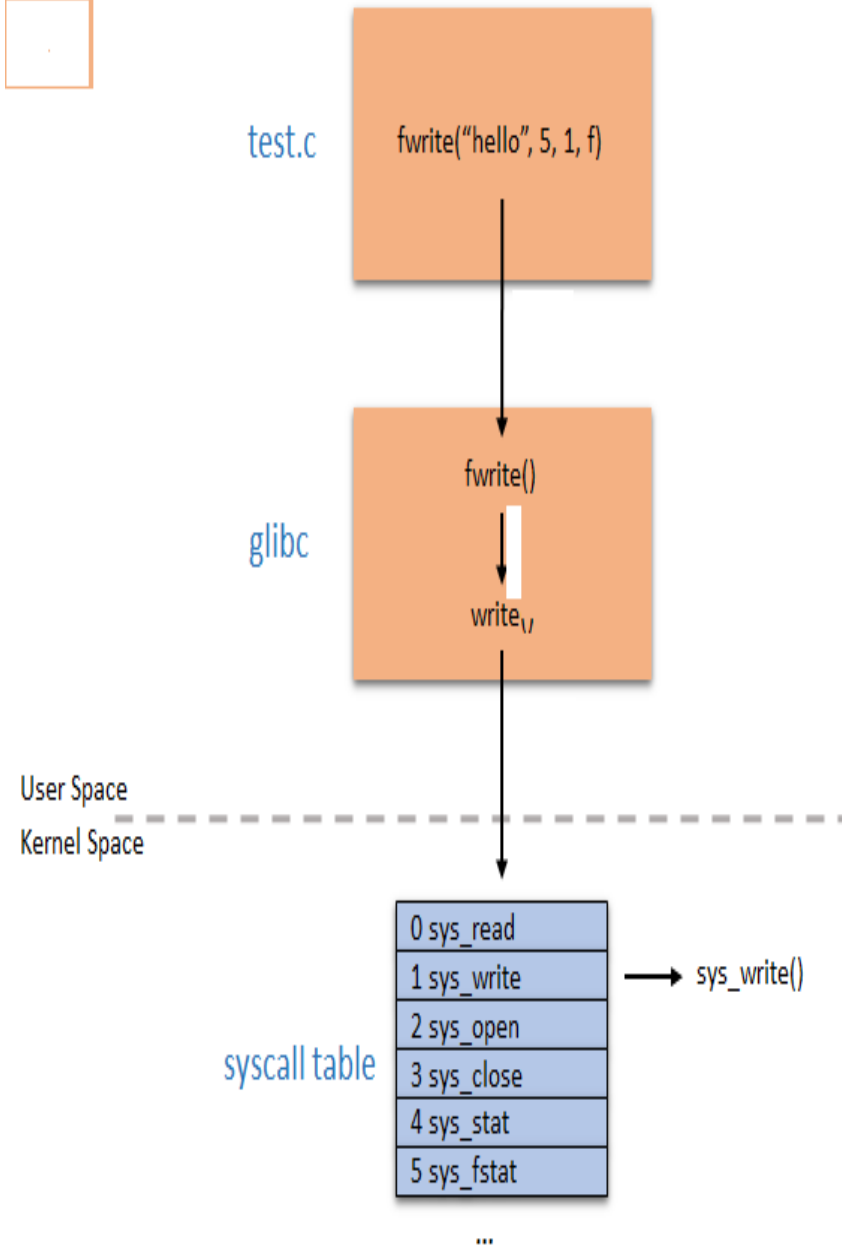 test.c
fwrite(“hello”, 5, 1, f)
glibc
fwrite()
write
User Space
Kernel Space
syscall table
0 sys_read
1 sys_write
2 sys_open
3 sys_close
4 sys_stat
5 sys_fstat
...
sys_write()